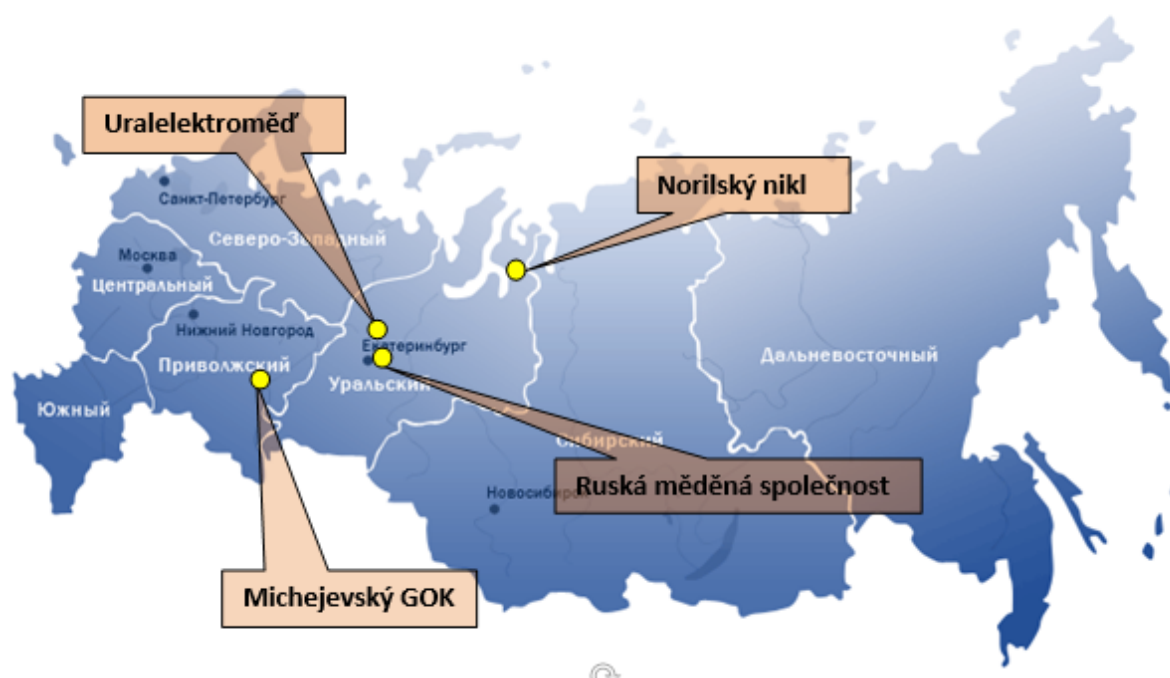 Uralelektroměď
Norilský nikl
Санкт-Петербург
Северо-Западный
Москва
Центральный
Нижний Новгород
Екатеринбург
Приволжский
Уральский
Дальневосточный
Южный
Сибирский
Ruská měděná společnost
Новосибирск
Michejevský GOK